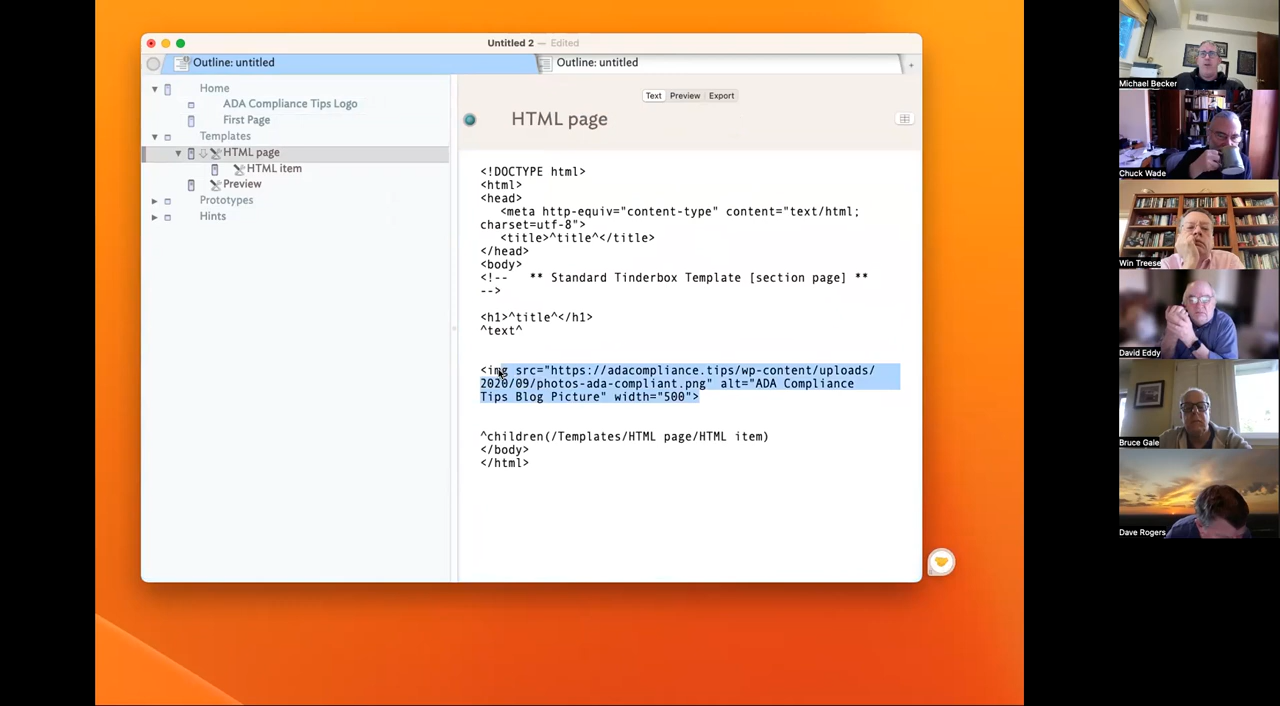 Untitled 2 — Edited
Outline: untitled
Outline: untitled
+
Home
ADA Compliance Tips Logo
First Page
Templates
HTML page
HTML item
Preview
Prototypes
Hints
Text Preview Export
HTML page
<!DOCTYPE html>
<html>
<head>
<meta http-equiv="content-type" content="text/html;
charset=utf-8">
<title>^title^</title>
</head>
<body>
<!-- ** Standard Tinderbox Template [section page] **
-->
<h1>^title^</h1>
^text^
<img src="https://adacompliance.tips/wp-content/uploads/
2020/09/photos-ada-compliant.png" alt="ADA Compliance
Tips Blog Picture" width="500">
^children(/Templates/HTML page/HTML item)
</body>
</html>
Michael Becker
Chuck Wade
Win Treese
David Eddy
Bruce Gale
Dave Rogers